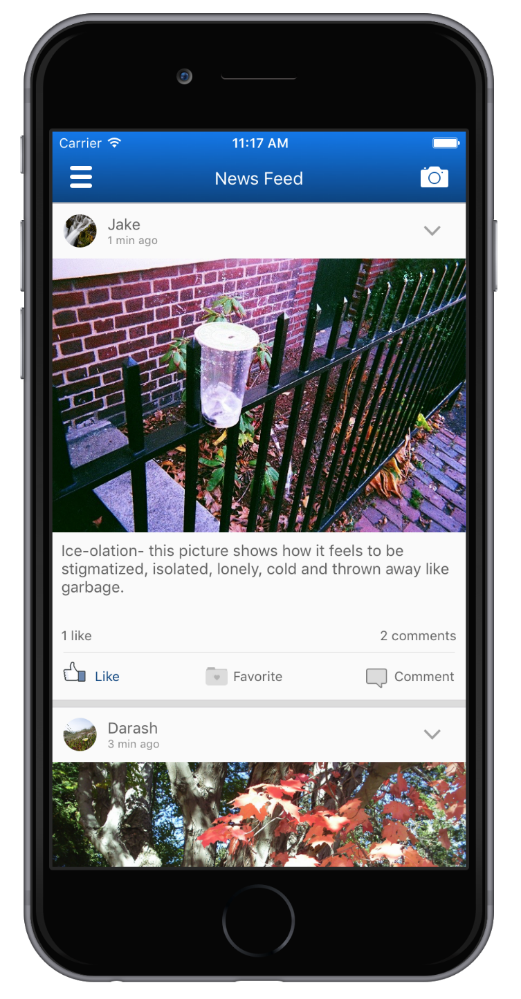 Carrier 11:17 AM
News Feed
Jake
1 min ago
Ice-olation- this picture shows how it feels to be
stigmatized, isolated, lonely, cold and thrown away like
garbage.
1 like 2 comments
Like Favorite Comment
Darash
3 min ago